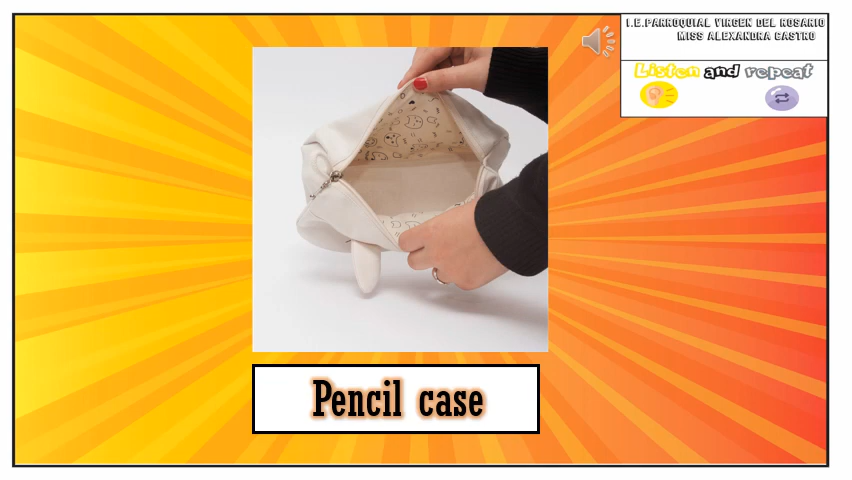 I.E.PARROQUIAL VIRGEN DEL ROSARIO
MISS ALEXANDRA CASTRO
Listen and repeat
Pencil case